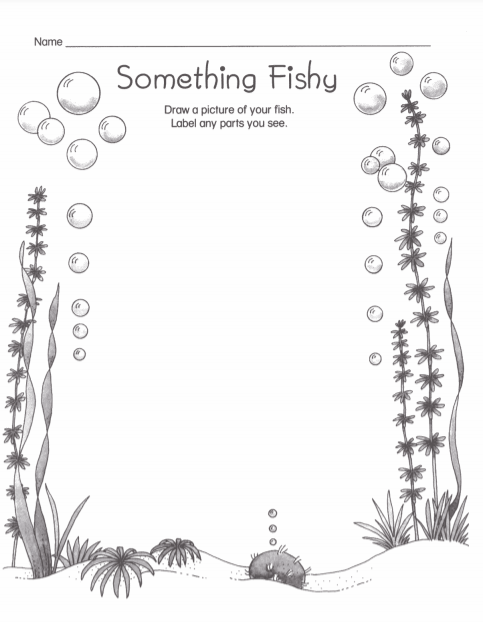 Name
Something Fishy
Draw a picture of your fish.
Label any parts you see.